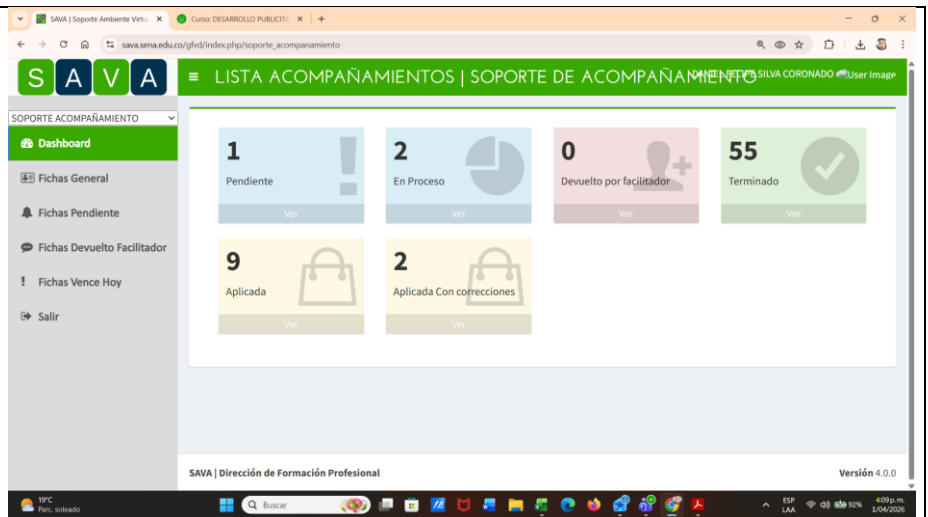 SAVA | Soporte Ambiente Virtu
Curso: DESARROLLO PUBLICIT
sava.sena.edu.co/gfvd/index.php/soporte_acompanamiento
SAVA
LISTA ACOMPAÑAMIENTOS | SOPORTE DE ACOMPAÑAMIENTO
SILVA CORONADO User Image
SOPORTE ACOMPAÑAMIENTO
Dashboard
Fichas General
Fichas Pendiente
Fichas Devuelto Facilitador
Fichas Vence Hoy
Salir
1
Pendiente
Ver
2
En Proceso
Ver
0
Devuelto por facilitador
Ver
55
Terminado
Ver
9
Aplicada
Ver
2
Aplicada Con correcciones
Ver
SAVA | Dirección de Formación Profesional
Versión 4.0.0
19°C
Parc. soleado
Buscar
ESP
LAA
92%
4:09 p.m.
1/04/2026